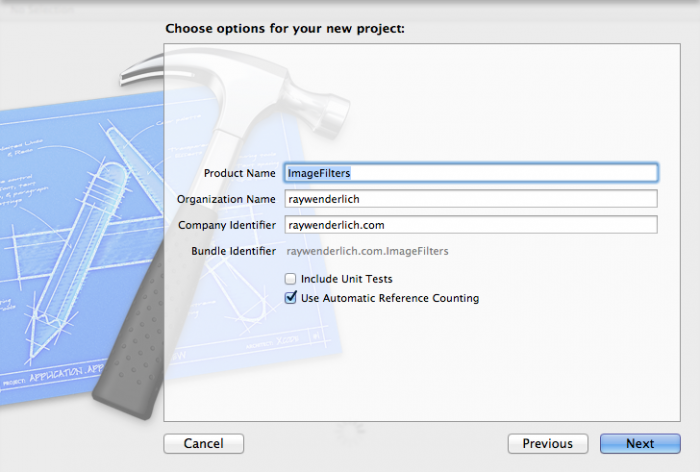 Choose options for your new project:
Product Name ImageFilters
Organization Name raywenderlich
Company Identifier raywenderlich.com
Bundle Identifier raywenderlich.com.ImageFilters
Include Unit Tests
Use Automatic Reference Counting
PROJECT: APPLICATION.APP
Cancel Previous Next